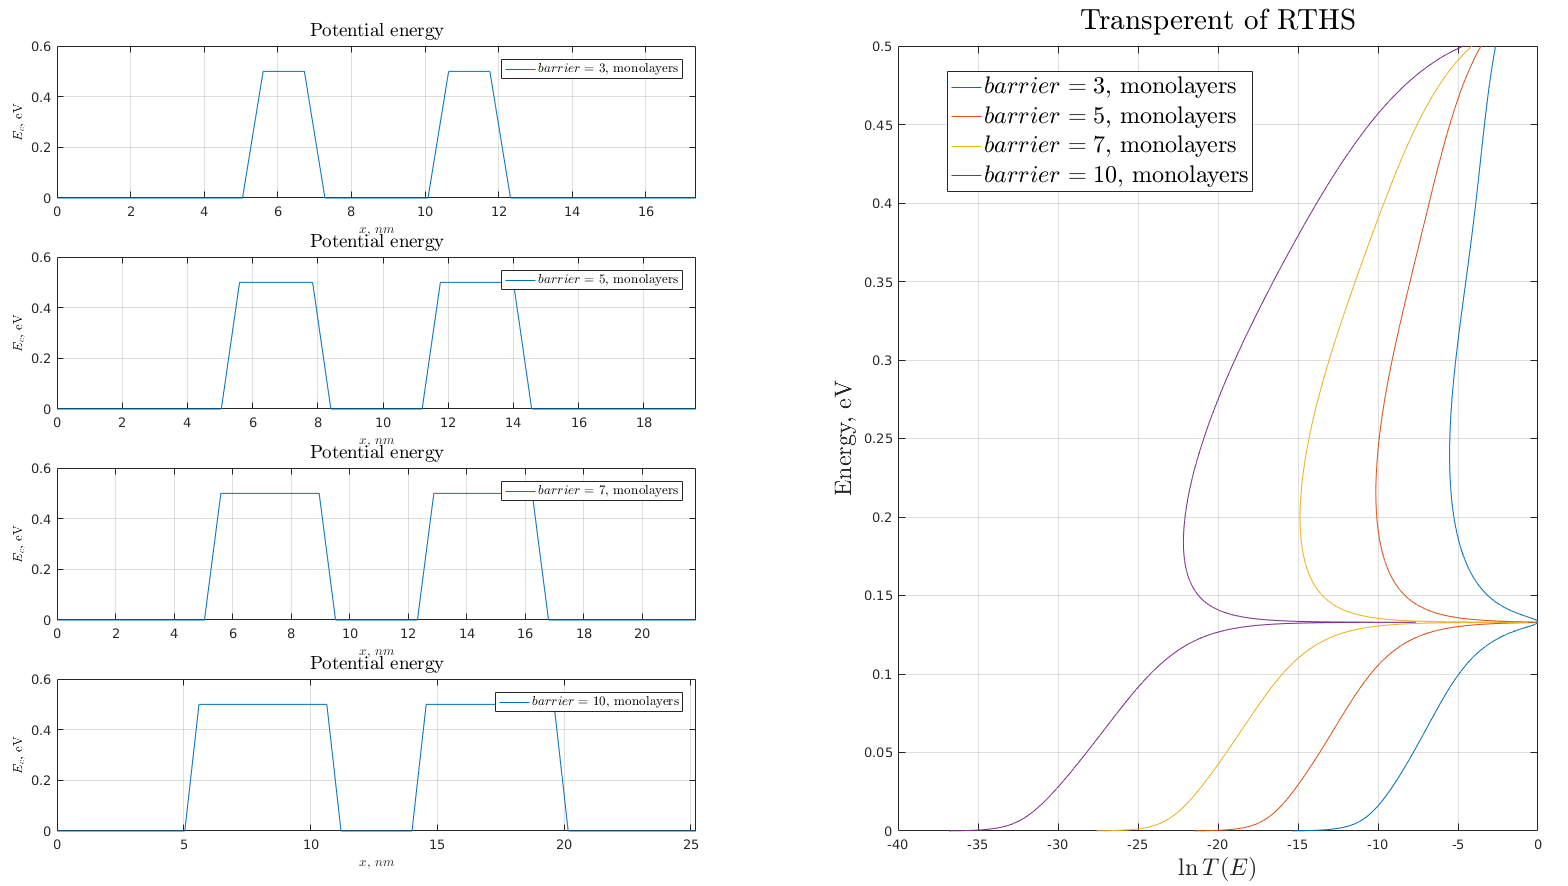 Potential energy
barrier = 3, monolayers
E_c, eV
0.6
0.4
0.2
0
0 2 4 6 8 10 12 14 16
x, nm
Potential energy
barrier = 5, monolayers
E_c, eV
0.6
0.4
0.2
0
0 2 4 6 8 10 12 14 16 18
x, nm
Potential energy
barrier = 7, monolayers
E_c, eV
0.6
0.4
0.2
0
0 2 4 6 8 10 12 14 16 18 20
x, nm
Potential energy
barrier = 10, monolayers
E_c, eV
0.6
0.4
0.2
0
0 5 10 15 20 25
x, nm
Transperent of RTHS
barrier = 3, monolayers
barrier = 5, monolayers
barrier = 7, monolayers
barrier = 10, monolayers
Energy, eV
0.5
0.45
0.4
0.35
0.3
0.25
0.2
0.15
0.1
0.05
0
-40 -35 -30 -25 -20 -15 -10 -5 0
ln T(E)